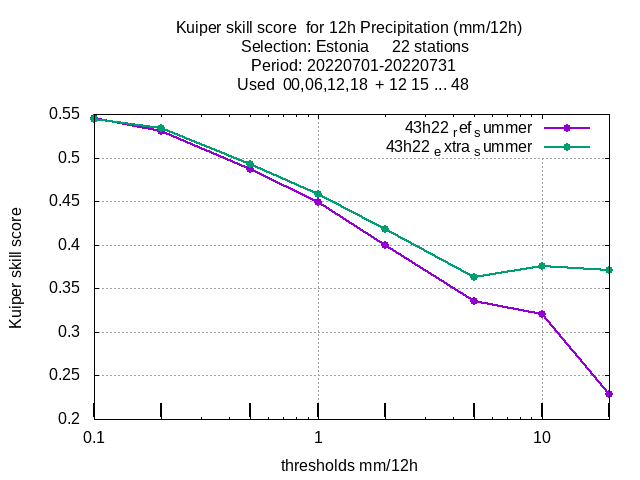 Kuiper skill score  for 12h Precipitation (mm/12h)
Selection: Estonia     22 stations
Period: 20220701-20220731
Used  00,06,12,18  + 12 15 ... 48
43h22 ref summer
43h22 extra summer
0.55
0.5
0.45
0.4
0.35
0.3
0.25
0.2
Kuiper skill score
0.1 1 10
thresholds mm/12h